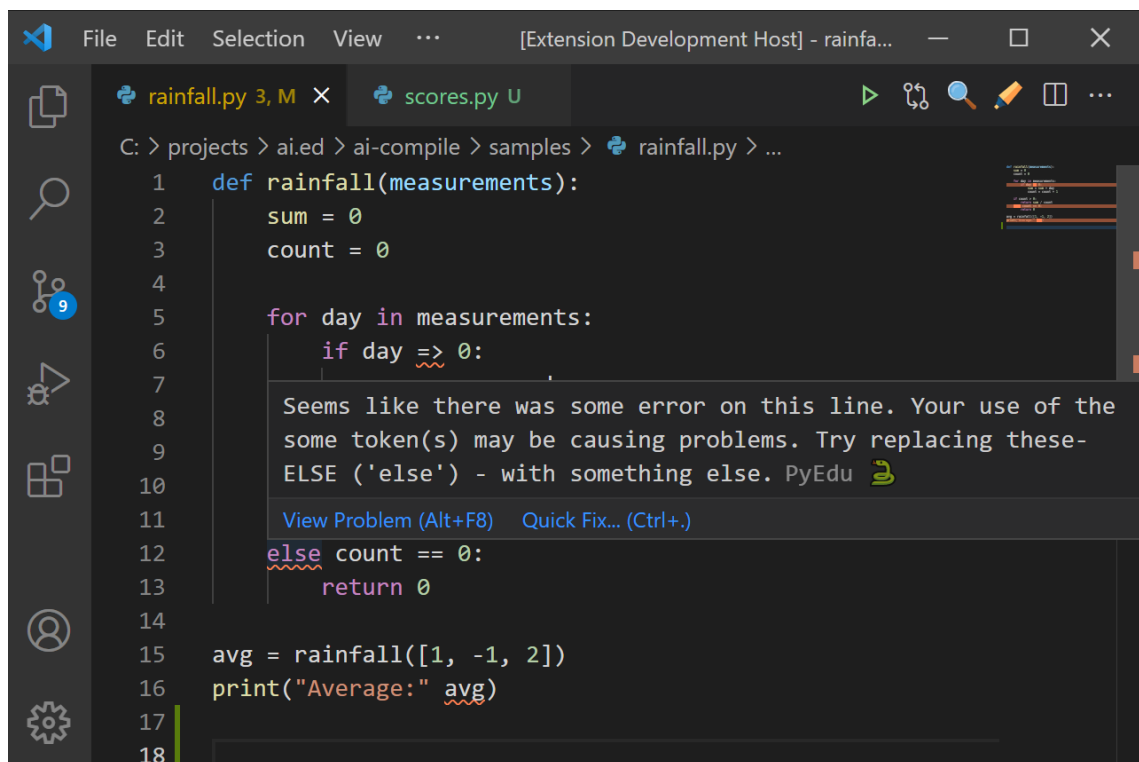 File Edit Selection View ··· [Extension Development Host] - rainfa...
rainfall.py 3, M scores.py U
C: > projects > ai.ed > ai-compile > samples > rainfall.py > ...
1 def rainfall(measurements):
2 sum = 0
3 count = 0
4
5 for day in measurements:
6 if day => 0:
7
Seems like there was some error on this line. Your use of the
8
some token(s) may be causing problems. Try replacing these-
9
ELSE ('else') - with something else. PyEdu
10
11 View Problem (Alt+F8) Quick Fix... (Ctrl+.)
12 else count == 0:
13 return 0
14
15 avg = rainfall([1, -1, 2])
16 print("Average:" avg)
17
18
9